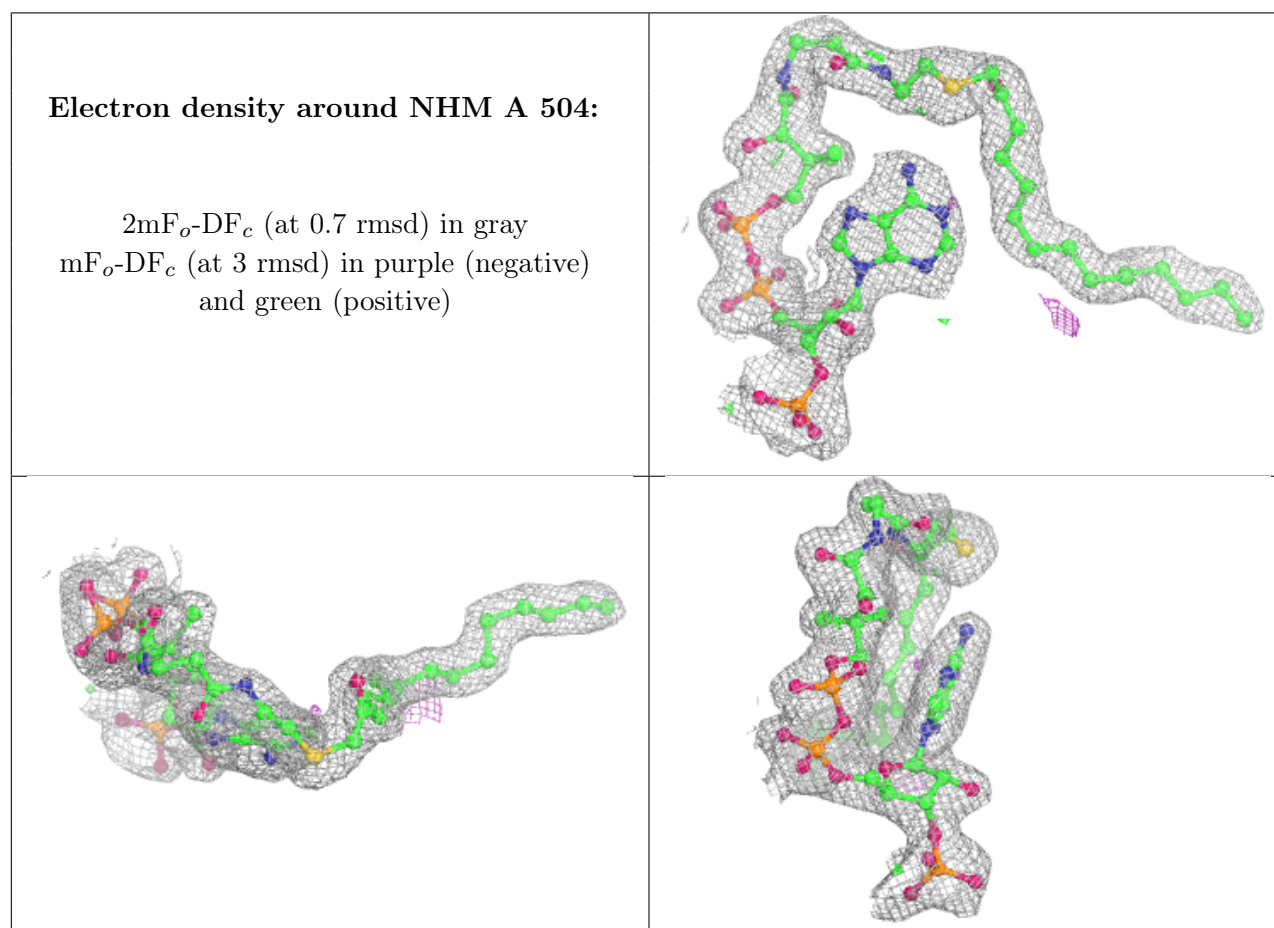 Electron density around NHM A 504:
2mFo-DFc (at 0.7 rmsd) in gray
mFo-DFc (at 3 rmsd) in purple (negative)
and green (positive)